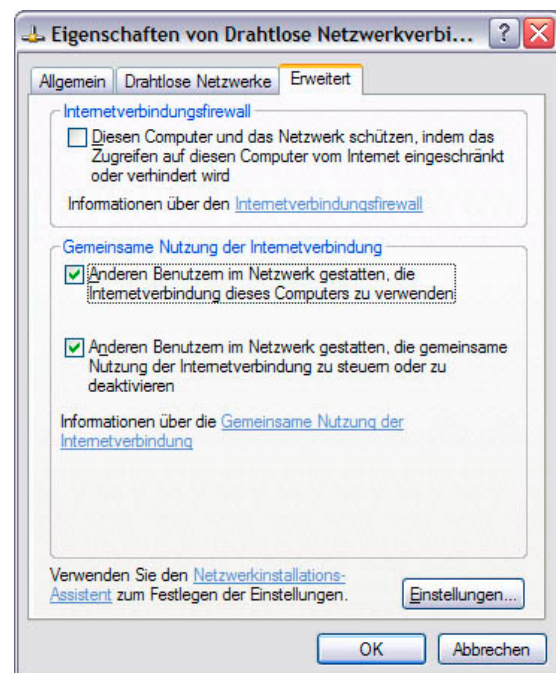 Eigenschaften von Drahtlose Netzwerkverbi...
Allgemein
Drahtlose Netzwerke
Erweitert
Internetverbindungsfirewall
Diesen Computer und das Netzwerk schützen, indem das
Zugreifen auf diesen Computer vom Internet eingeschränkt
oder verhindert wird
Informationen über den Internetverbindungsfirewall
Gemeinsame Nutzung der Internetverbindung
Anderen Benutzern im Netzwerk gestatten, die
Internetverbindung dieses Computers zu verwenden
Anderen Benutzern im Netzwerk gestatten, die gemeinsame
Nutzung der Internetverbindung zu steuern oder zu
deaktivieren
Informationen über die Gemeinsame Nutzung der
Internetverbindung
Verwenden Sie den Netzwerkinstallations-
Assistent zum Festlegen der Einstellungen.
Einstellungen...
OK
Abbrechen